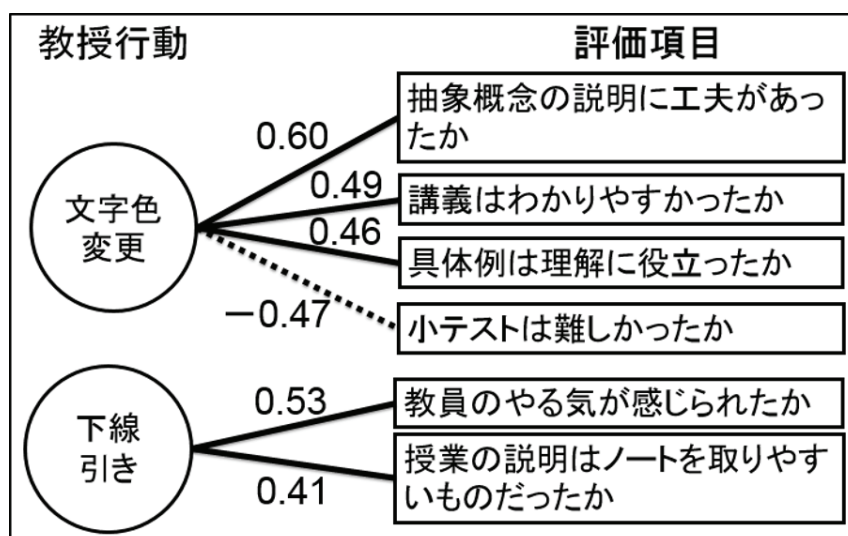 教授行動
評価項目
文字色
変更
0.60
0.49
0.46
－0.47
抽象概念の説明に工夫があっ
たか
講義はわかりやすかったか
具体例は理解に役立ったか
小テストは難しかったか
下線
引き
0.53
0.41
教員のやる気が感じられたか
授業の説明はノートを取りやす
いものだったか